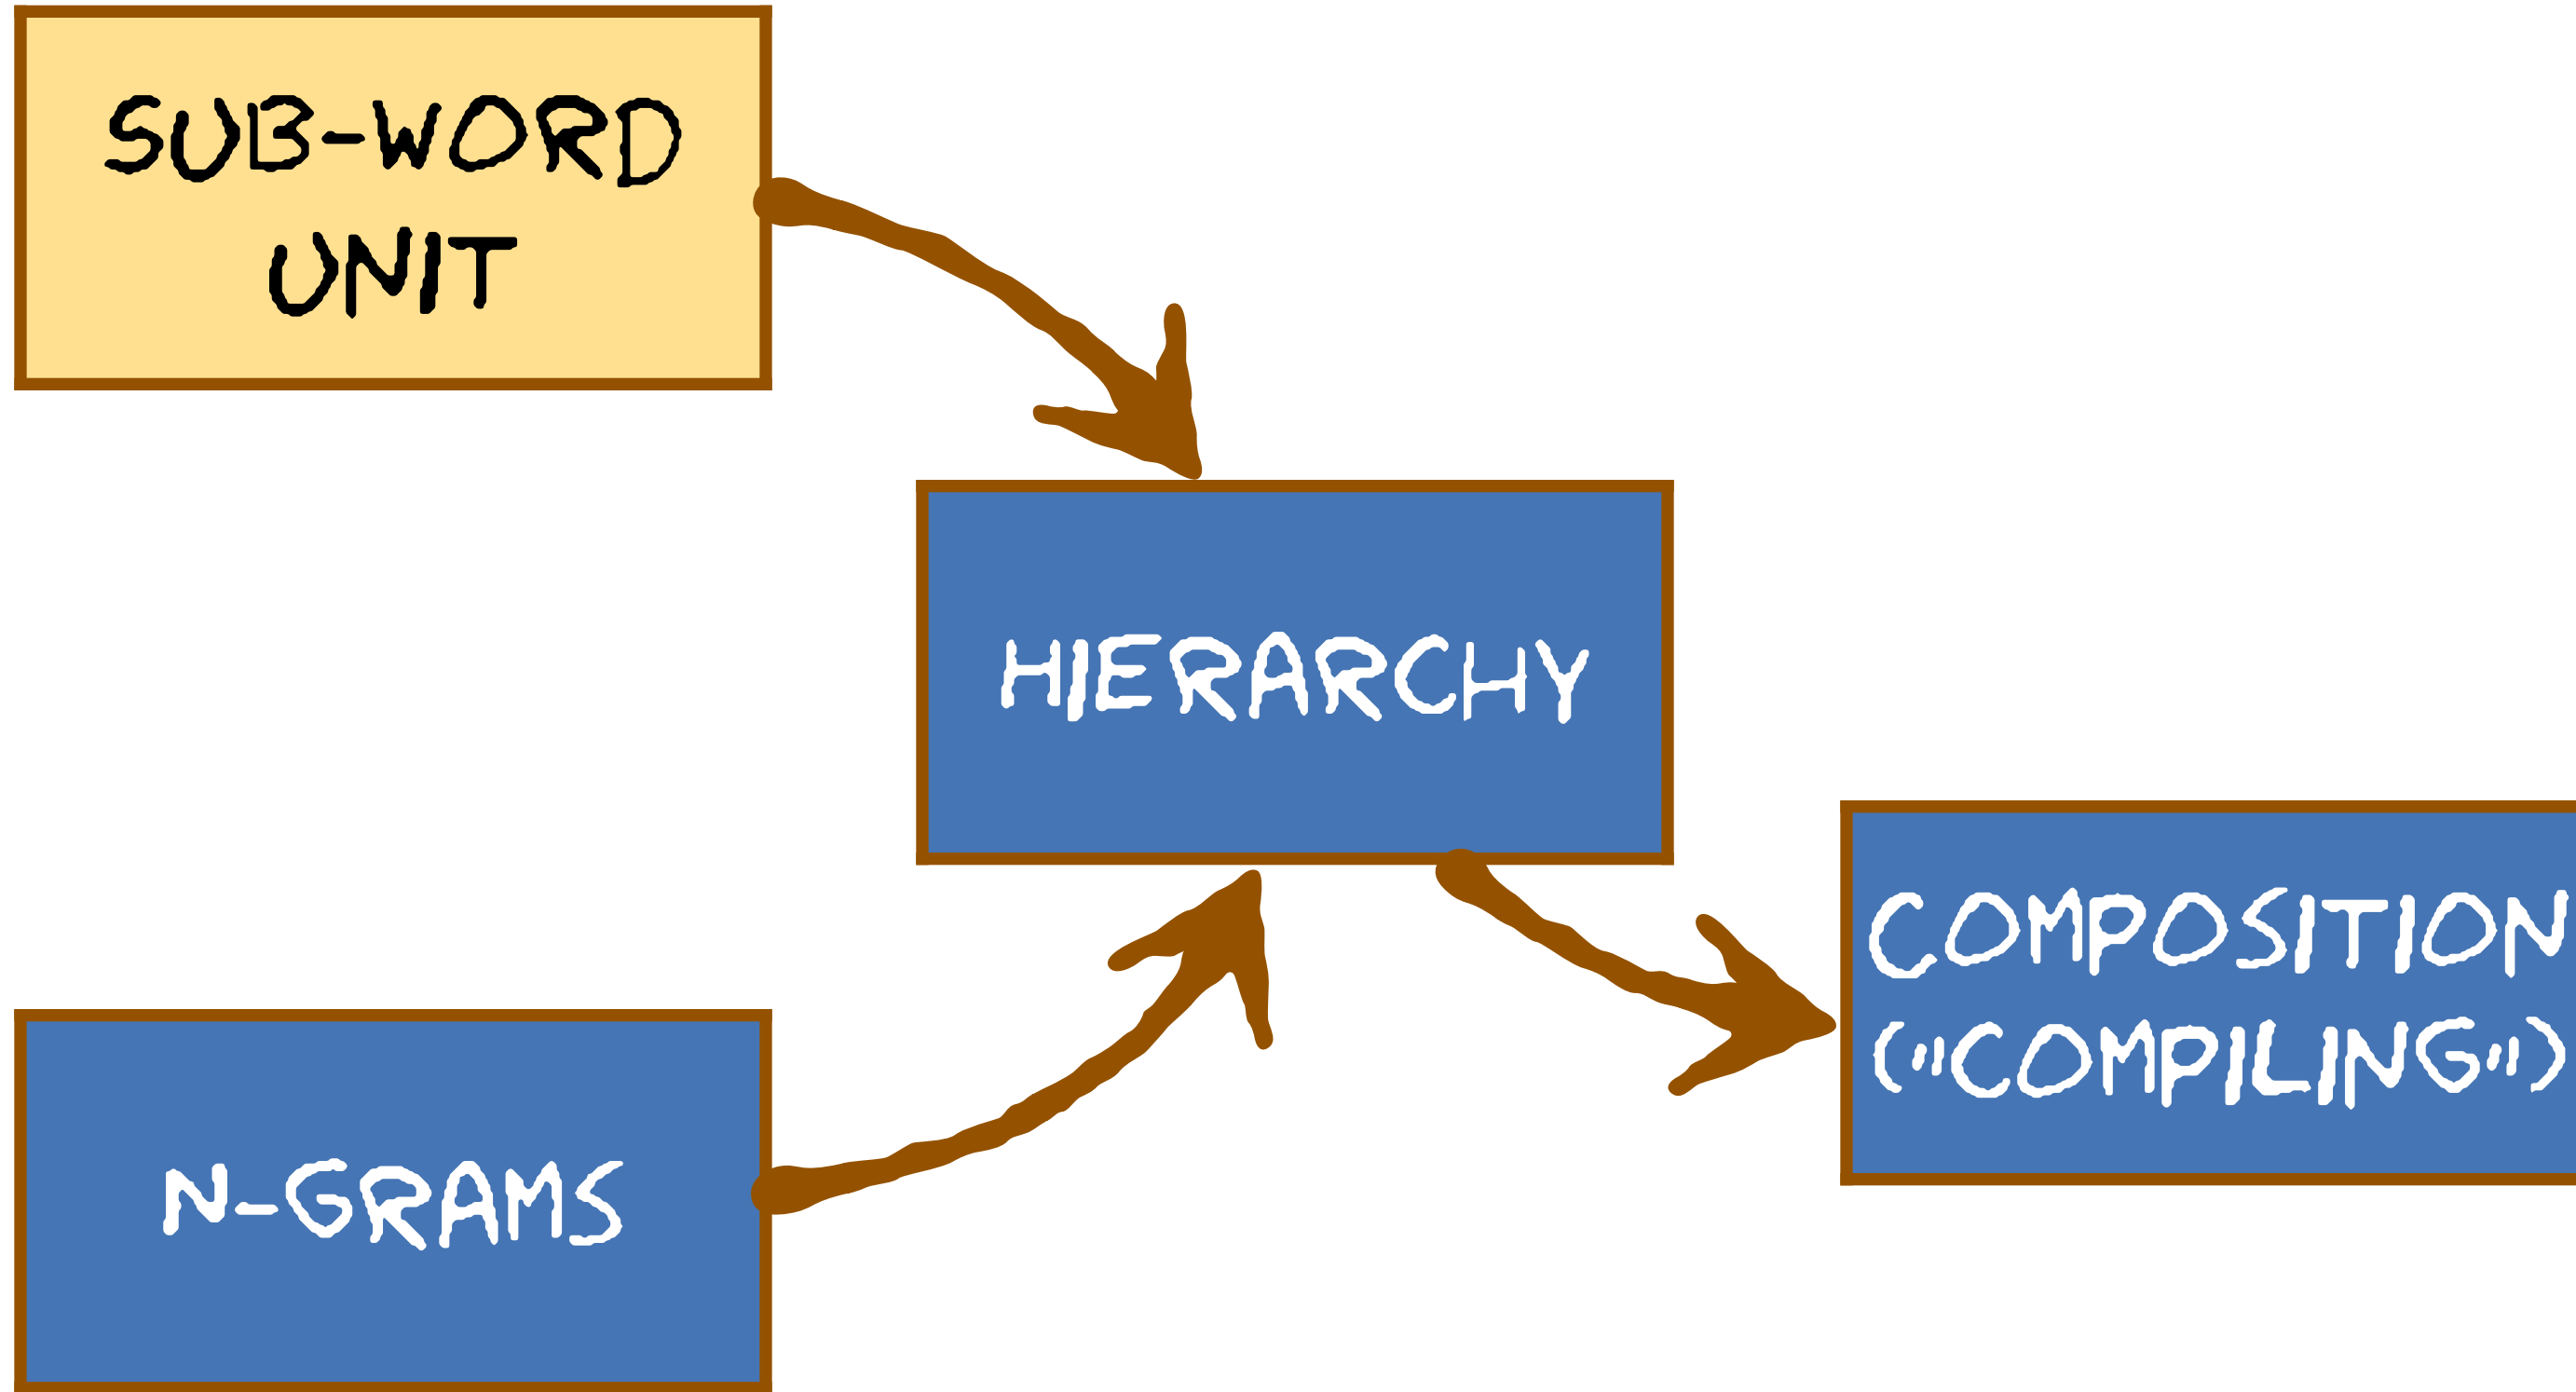 SUB-WORD
UNIT
HIERARCHY
COMPOSITION
("COMPILING")
N-GRAMS